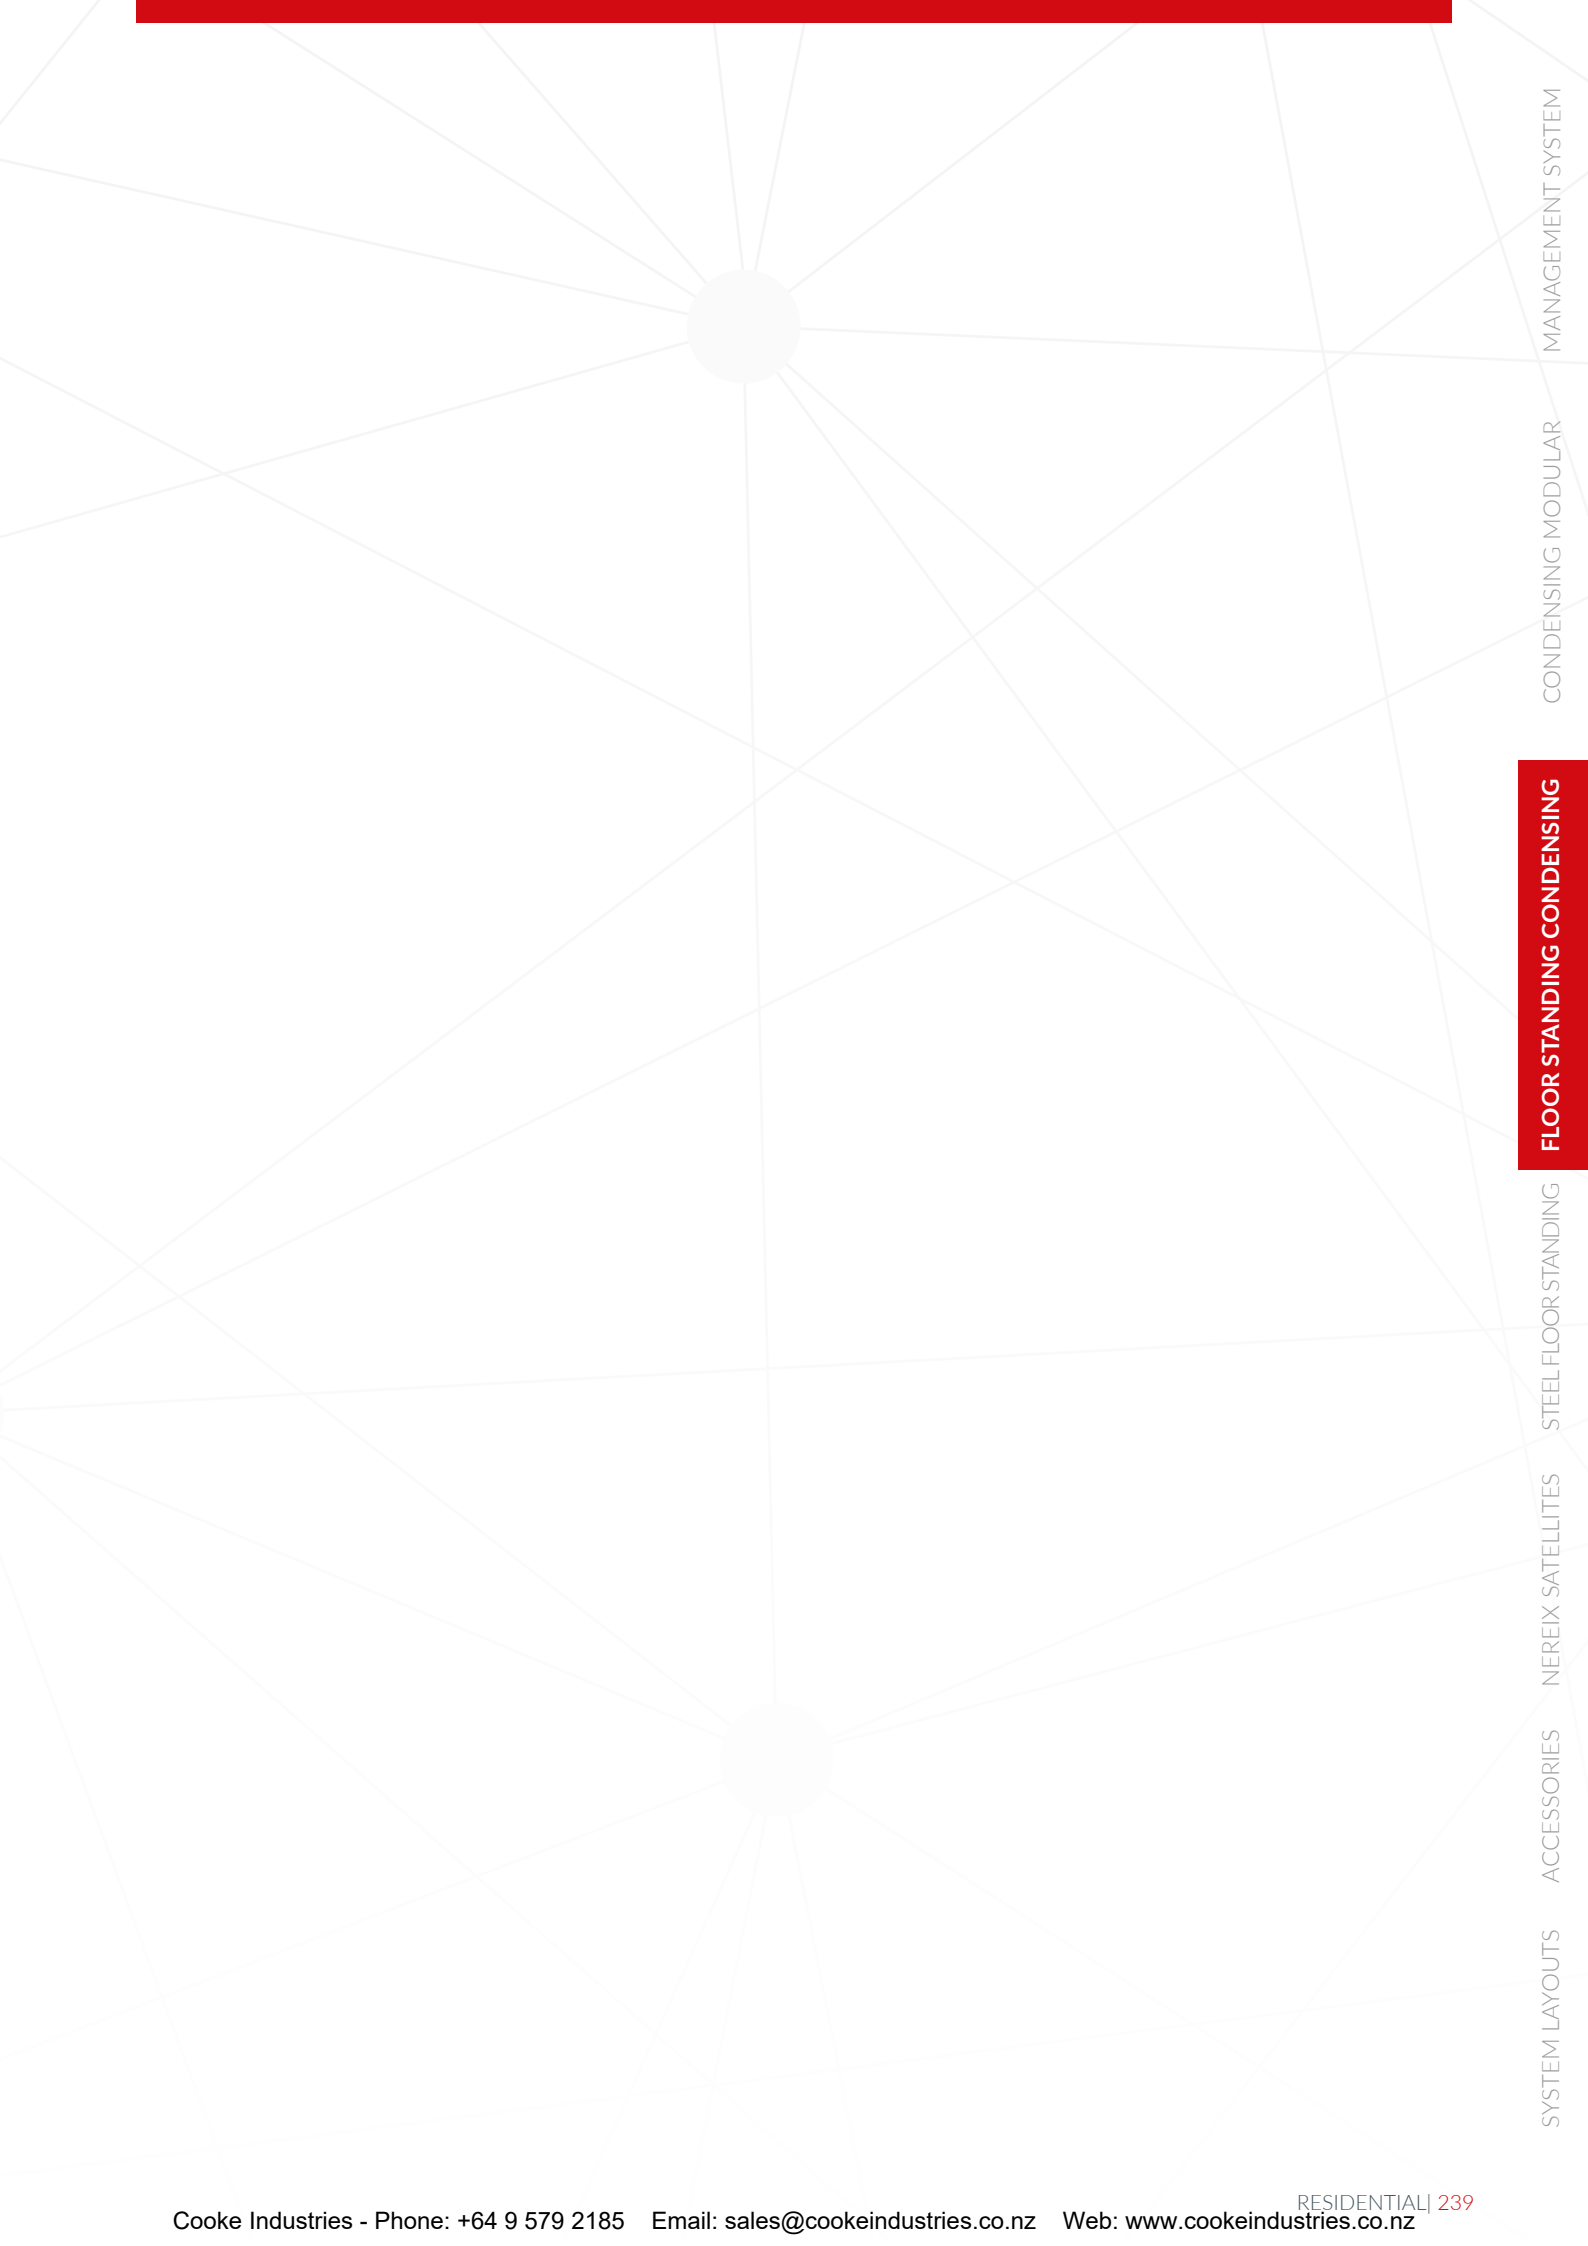 MANAGEMENT SYSTEM
CONDENSING MODULAR
FLOOR STANDING CONDENSING
STEEL FLOOR STANDING
NEREIX SATELLITES
ACCESSORIES
SYSTEM LAYOUTS
RESIDENTIAL| 239
Cooke Industries - Phone: +64 9 579 2185 Email: sales@cookeindustries.co.nz Web: www.cookeindustries.co.nz